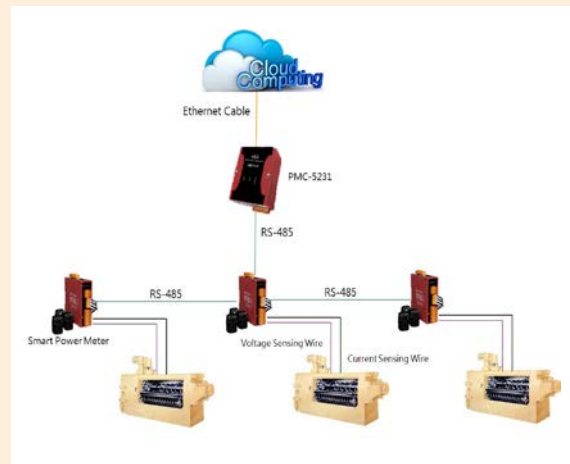 Cloud
Computing
Ethernet Cable
PMC-5231
RS-485
RS-485
RS-485
Smart Power Meter
Voltage Sensing Wire
Current Sensing Wire